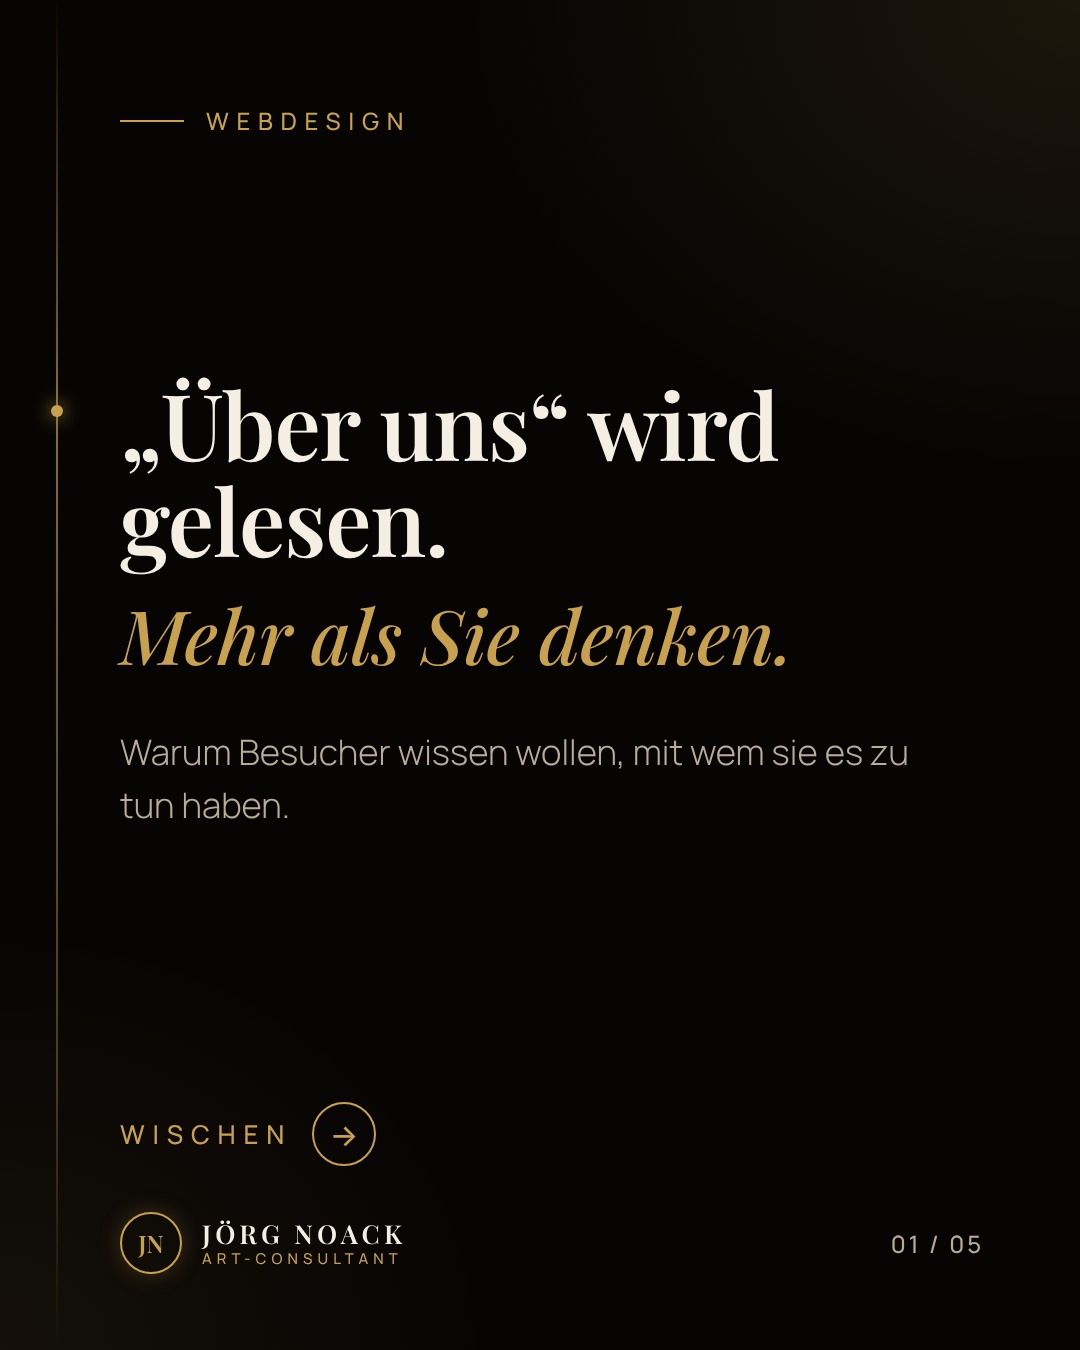 WEBDESIGN
„Über uns“ wird
gelesen.
Mehr als Sie denken.
Warum Besucher wissen wollen, mit wem sie es zu
tun haben.
WISCHEN →
JN
JÖRG NOACK
ART-CONSULTANT
01 / 05